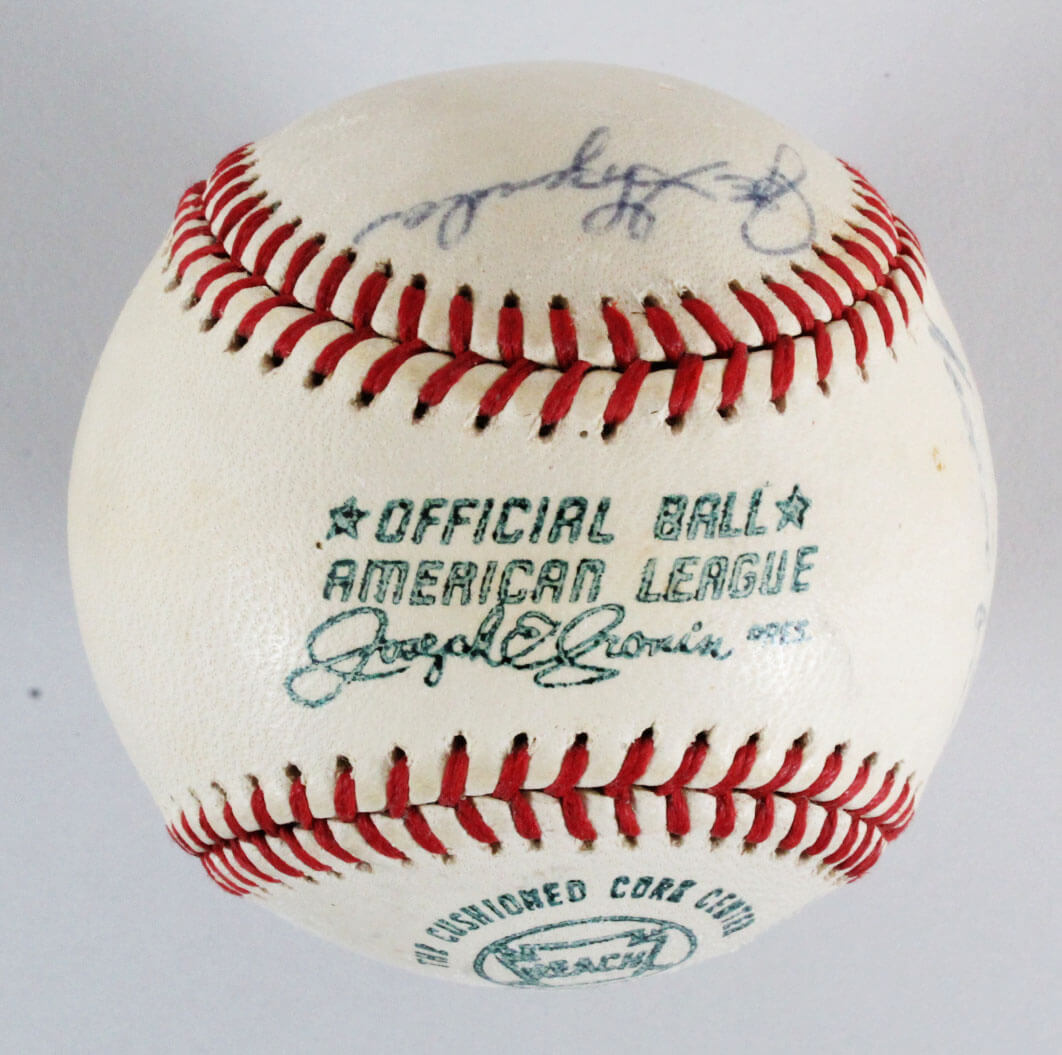 ★OFFICIAL BALL★
AMERICAN LEAGUE
Joseph E Cronin PRES.
THE CUSHIONED CORK CENTER
REACH